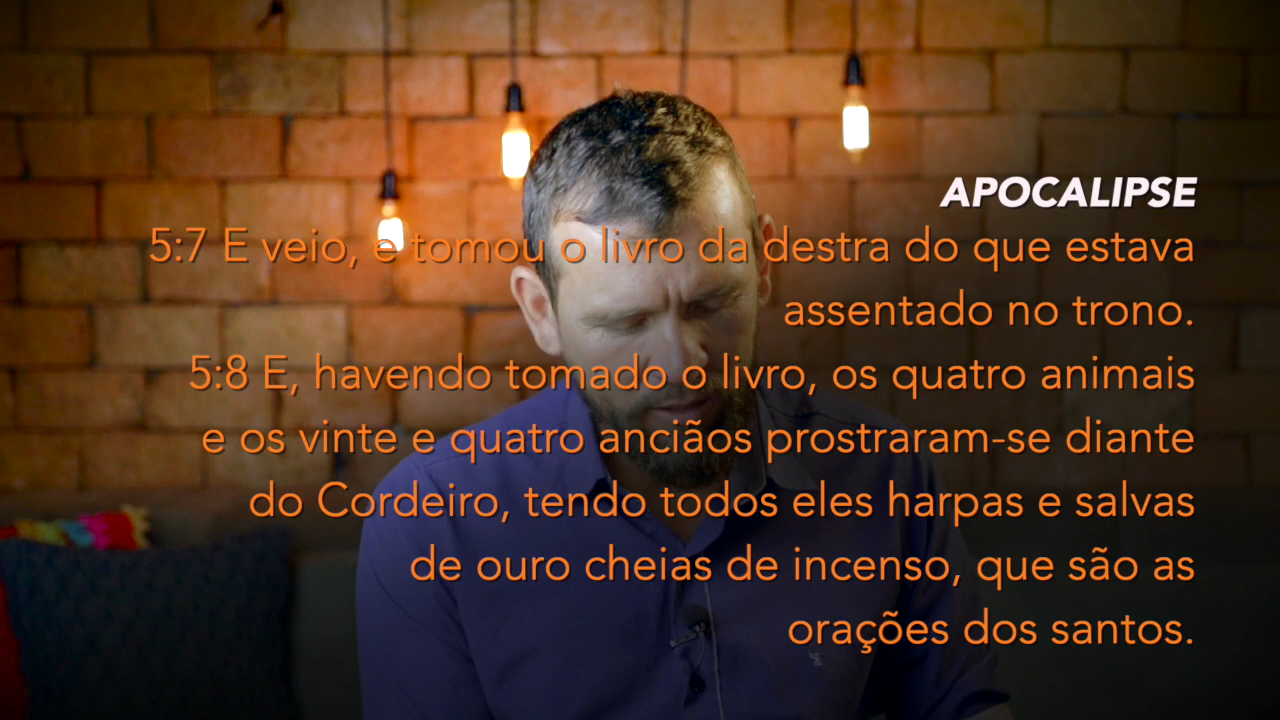 APOCALIPSE
5:7 E veio, e tomou o livro da destra do que estava
assentado no trono.
5:8 E, havendo tomado o livro, os quatro animais
e os vinte e quatro anciãos prostraram-se diante
do Cordeiro, tendo todos eles harpas e salvas
de ouro cheias de incenso, que são as
orações dos santos.